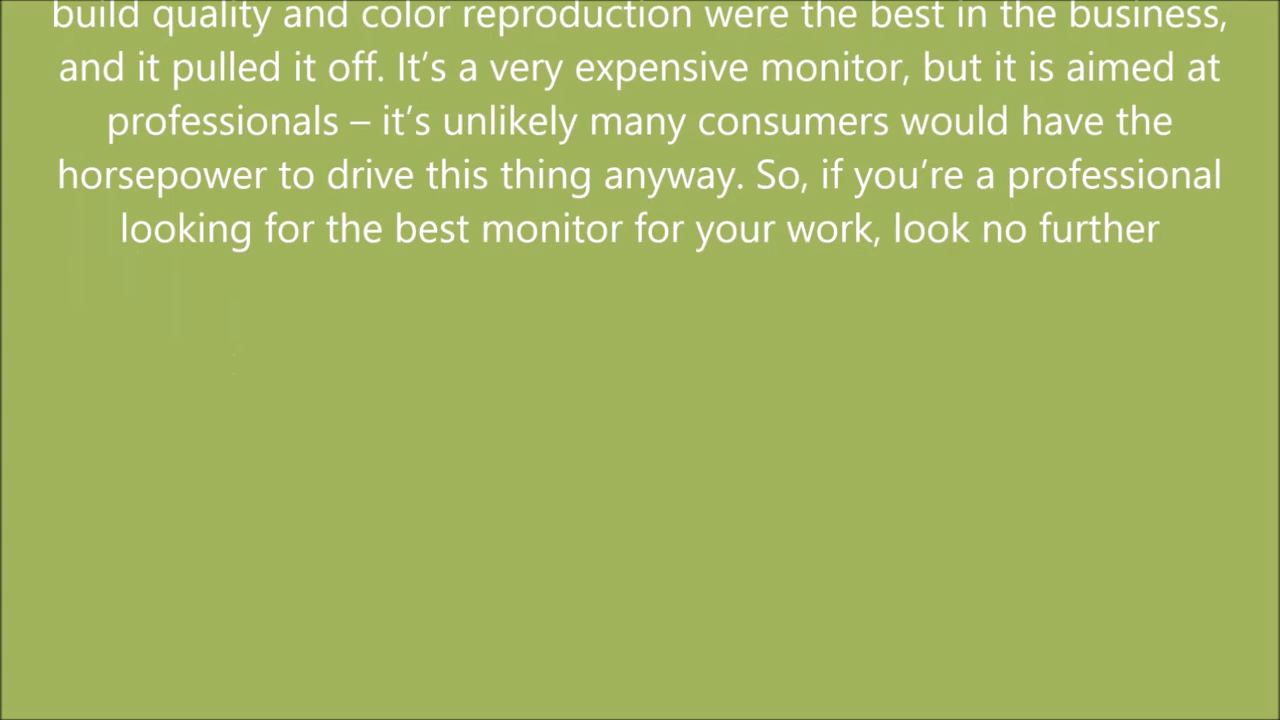 build quality and color reproduction were the best in the business,
and it pulled it off. It’s a very expensive monitor, but it is aimed at
professionals – it’s unlikely many consumers would have the
horsepower to drive this thing anyway. So, if you’re a professional
looking for the best monitor for your work, look no further